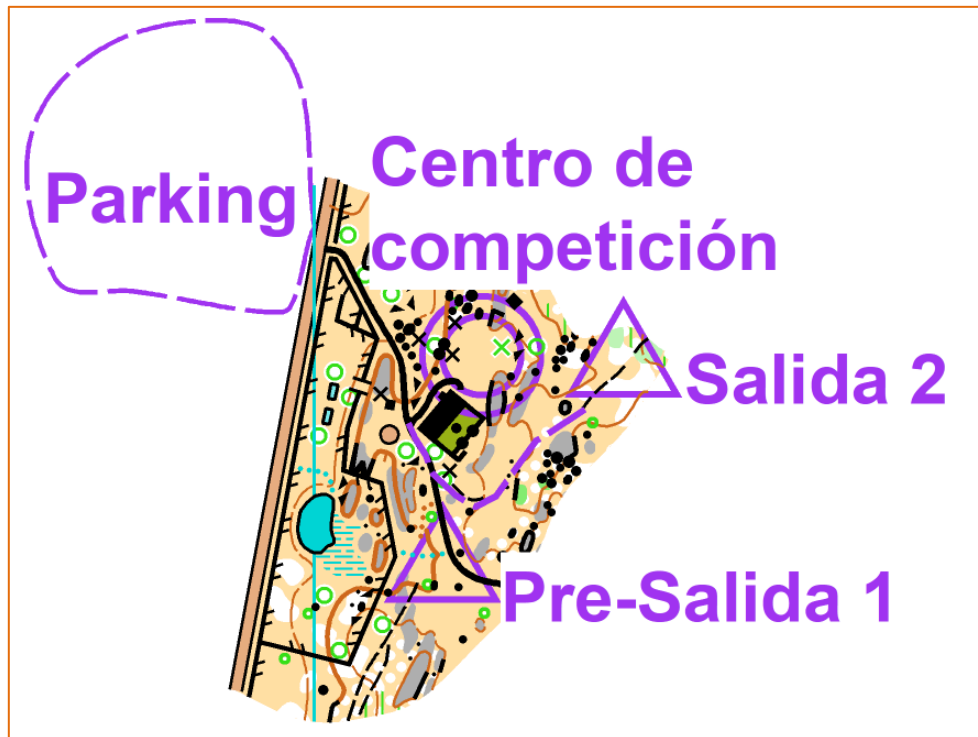 Parking
Centro de
competición
Salida 2
Pre-Salida 1